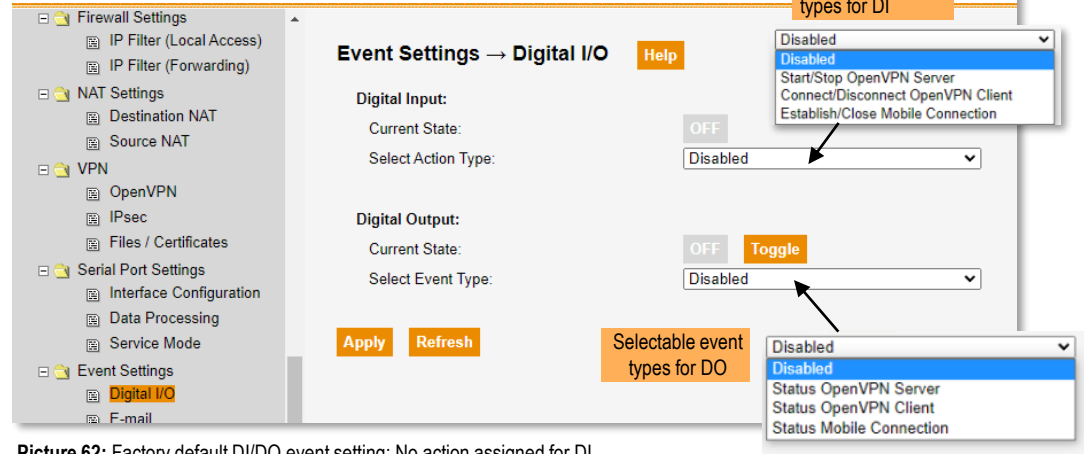 Firewall Settings
IP Filter (Local Access)
IP Filter (Forwarding)
NAT Settings
Destination NAT
Source NAT
VPN
OpenVPN
IPsec
Files / Certificates
Serial Port Settings
Interface Configuration
Data Processing
Service Mode
Event Settings
Digital I/O
E-mail
Event Settings → Digital I/O Help
Digital Input:
Current State: OFF
Select Action Type: Disabled
Digital Output:
Current State: OFF Toggle
Select Event Type: Disabled
Apply Refresh
types for DI
Disabled
Disabled
Start/Stop OpenVPN Server
Connect/Disconnect OpenVPN Client
Establish/Close Mobile Connection
Selectable event
types for DO
Disabled
Disabled
Status OpenVPN Server
Status OpenVPN Client
Status Mobile Connection
Picture 62: Factory default DI/DO event setting: No action assigned for DI